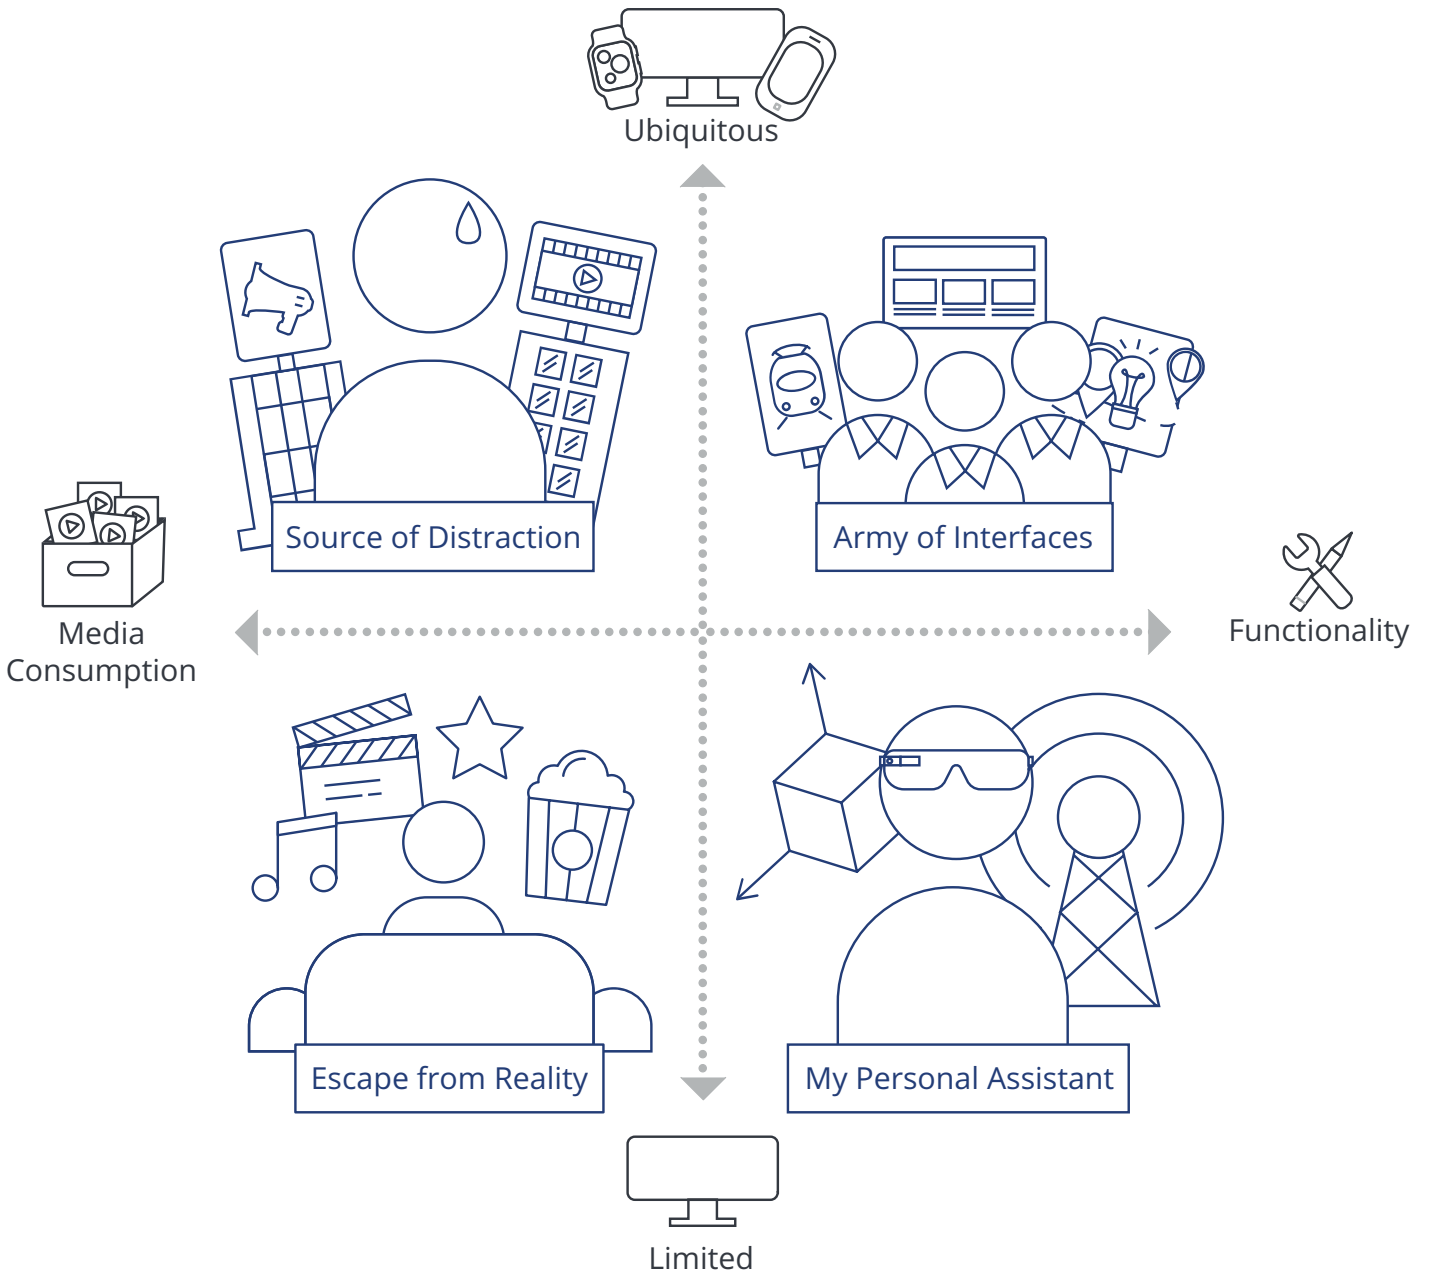 Ubiquitous
Source of Distraction
Army of Interfaces
Media
Consumption
Functionality
Escape from Reality
My Personal Assistant
Limited